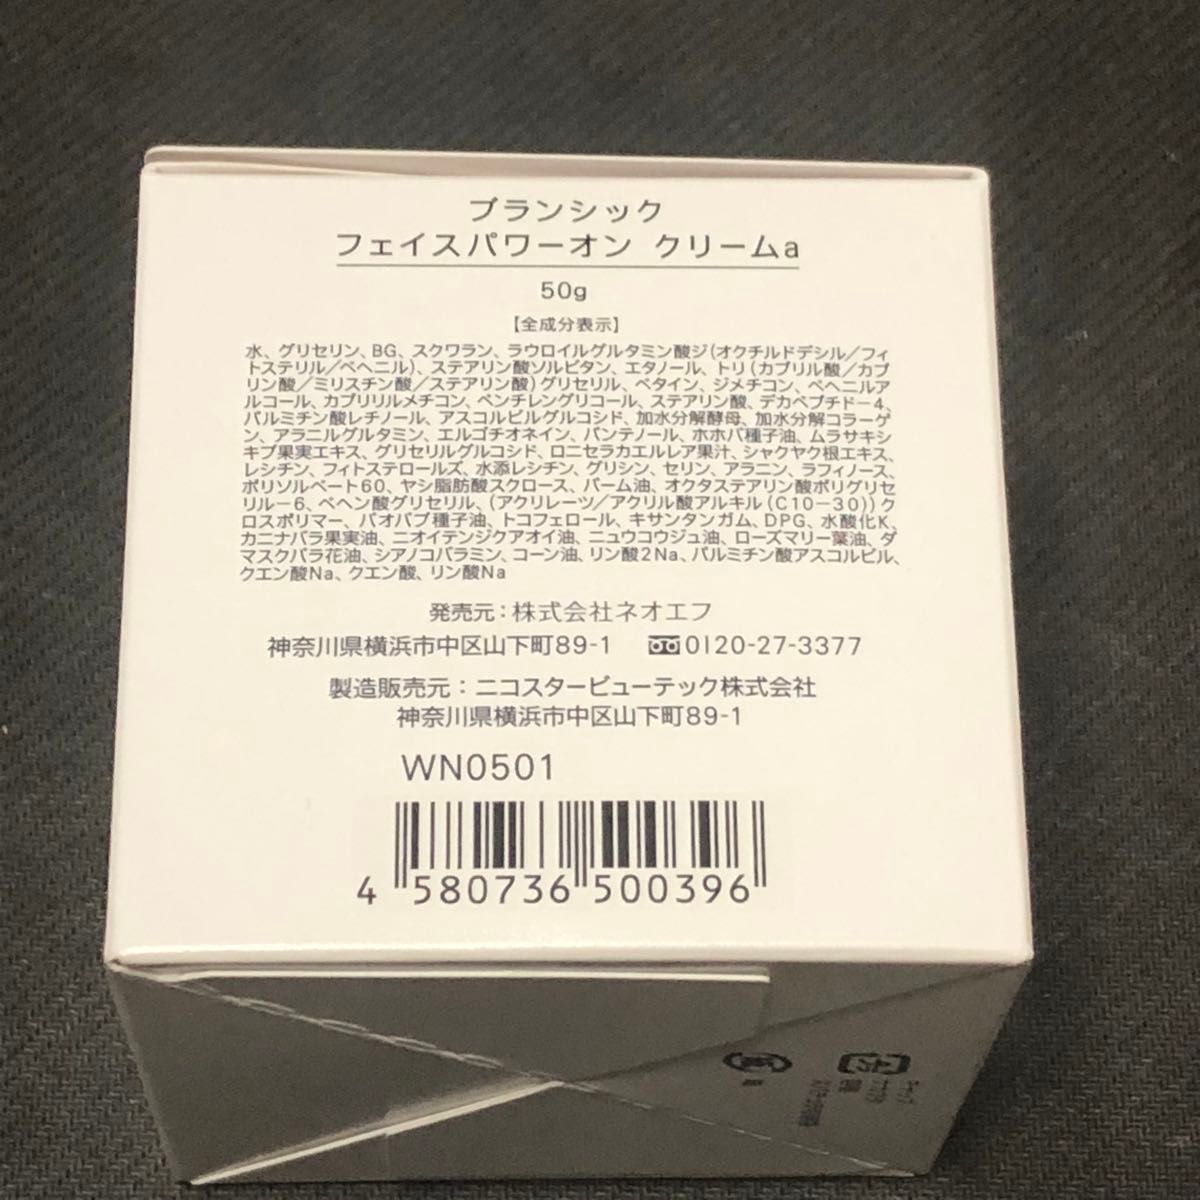 ブランシック
フェイスパワーオン クリームa
50g
【全成分表示】
水、グリセリン、BG、スクワラン、ラウロイルグルタミン酸ジ(オクチルドデシル／フィ
トステリル／ベヘニル)、ステアリン酸ソルビタン、エタノール、トリ(カプリル酸／カプ
リン酸／ミリスチン酸／ステアリン酸)グリセリル、ベタイン、ジメチコン、ベヘニルア
ルコール、カプリリルメチコン、ペンチレングリコール、ステアリン酸、デカペプチド－4、
パルミチン酸レチノール、アスコルビルグルコシド、加水分解酵母、加水分解コラーゲ
ン、アラニルグルタミン、エルゴチオネイン、パンテノール、ホホバ種子油、ムラサキシ
キブ果実エキス、グリセリルグルコシド、ロニセラカエルレア果汁、シャクヤク根エキス、
レシチン、フィトステロールズ、水添レシチン、グリシン、セリン、アラニン、ラフィノース、
ポリソルベート60、ヤシ脂肪酸スクロース、パーム油、オクタステアリン酸ポリグリセ
リル－6、ベヘン酸グリセリル、(アクリレーツ／アクリル酸アルキル(C10－30))ク
ロスポリマー、バオバブ種子油、トコフェロール、キサンタンガム、DPG、水酸化K、
カニナバラ果実油、ニオイテンジクアオイ油、ニュウコウジュ油、ローズマリー葉油、ダ
マスクバラ花油、シアノコバラミン、コーン油、リン酸2Na、パルミチン酸アスコルビル、
クエン酸Na、クエン酸、リン酸Na
発売元：株式会社ネオエフ
神奈川県横浜市中区山下町89-1 0120-27-3377
製造販売元：ニコスタービューテック株式会社
神奈川県横浜市中区山下町89-1
WN0501
4 580736 500396